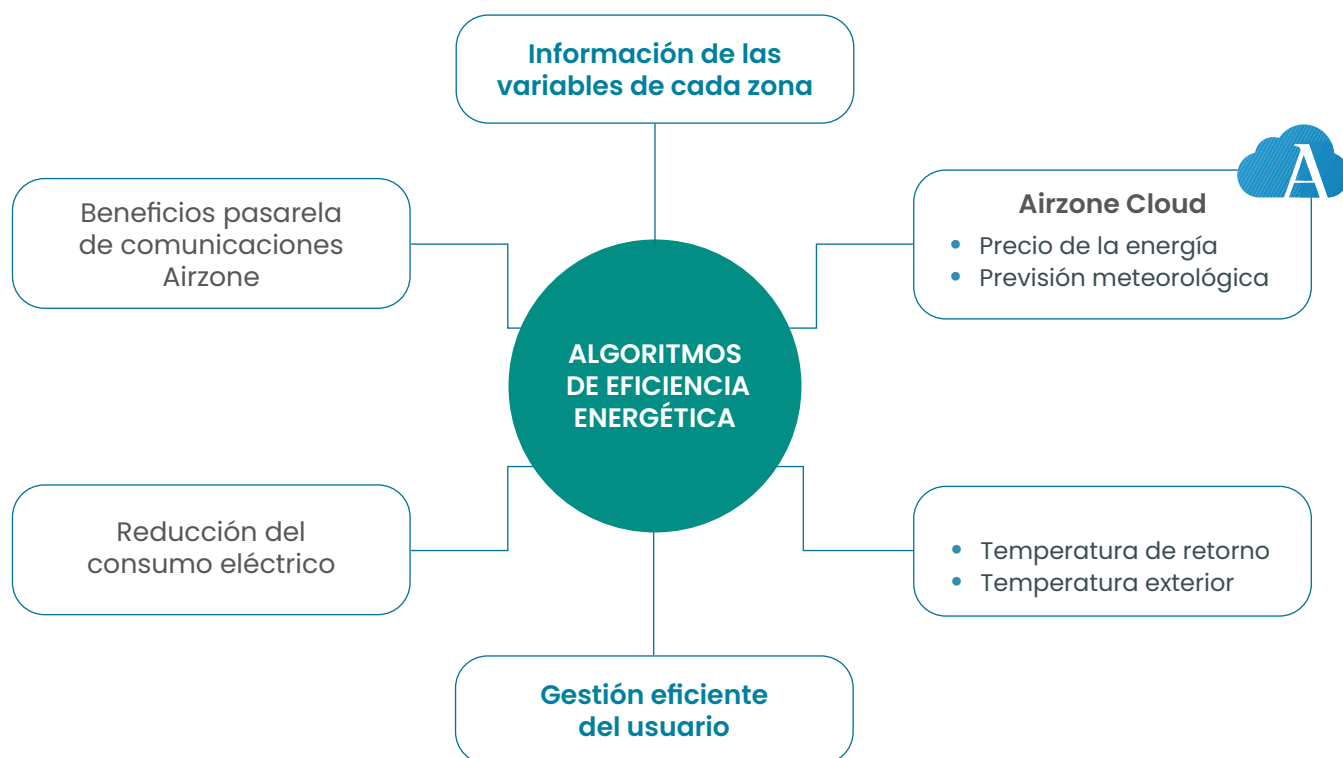 Información de las
variables de cada zona
Beneficios pasarela
de comunicaciones
Airzone
A
Airzone Cloud
• Precio de la energía
• Previsión meteorológica
ALGORITMOS
DE EFICIENCIA
ENERGÉTICA
Reducción del
consumo eléctrico
• Temperatura de retorno
• Temperatura exterior
Gestión eficiente
del usuario